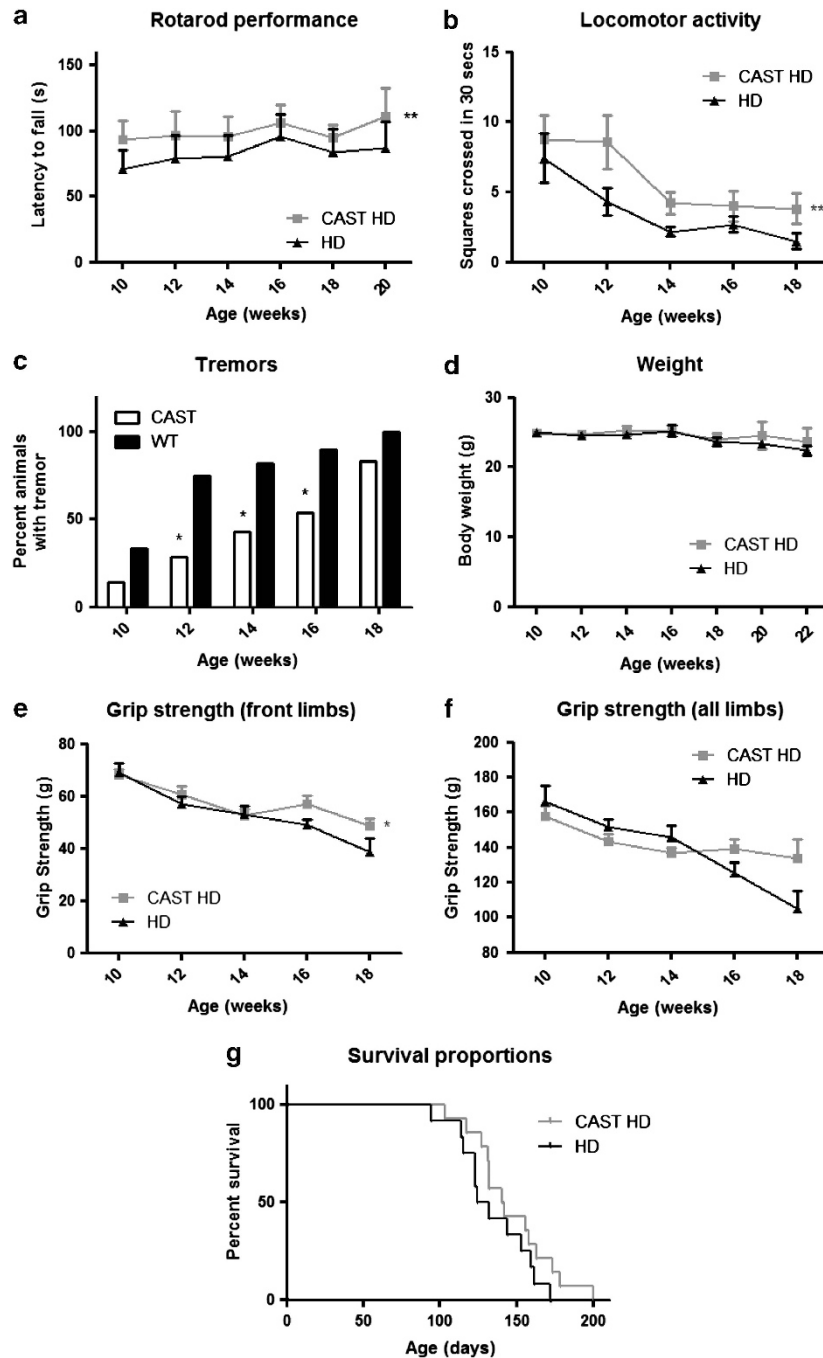 a
Rotarod performance
Latency to fall (s)
150
100
50
0
CAST HD
HD
**
10 12 14 16 18 20
Age (weeks)
b
Locomotor activity
Squares crossed in 30 secs
15
10
5
0
CAST HD
HD
**
10 12 14 16 18
Age (weeks)
c
Tremors
Percent animals
with tremor
100
50
0
CAST
WT
* * *
10 12 14 16 18
Age (weeks)
d
Weight
Body weight (g)
30
20
10
0
CAST HD
HD
10 12 14 16 18 20 22
Age (weeks)
e
Grip strength (front limbs)
Grip Strength (g)
80
60
40
20
0
CAST HD
HD
*
10 12 14 16 18
Age (weeks)
f
Grip strength (all limbs)
Grip Strength (g)
200
180
160
140
120
100
80
CAST HD
HD
10 12 14 16 18
Age (weeks)
g
Survival proportions
Percent survival
100
50
0
CAST HD
HD
0 50 100 150 200
Age (days)